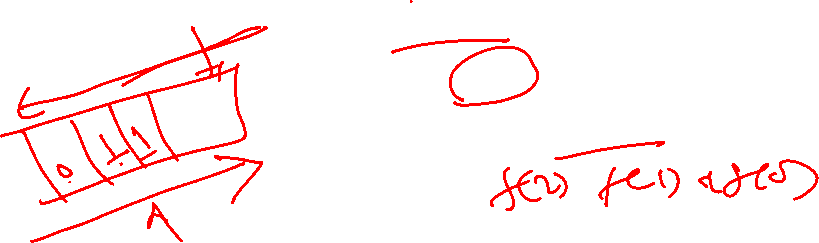 0 1 1
A
f(2) f(1) f(0)